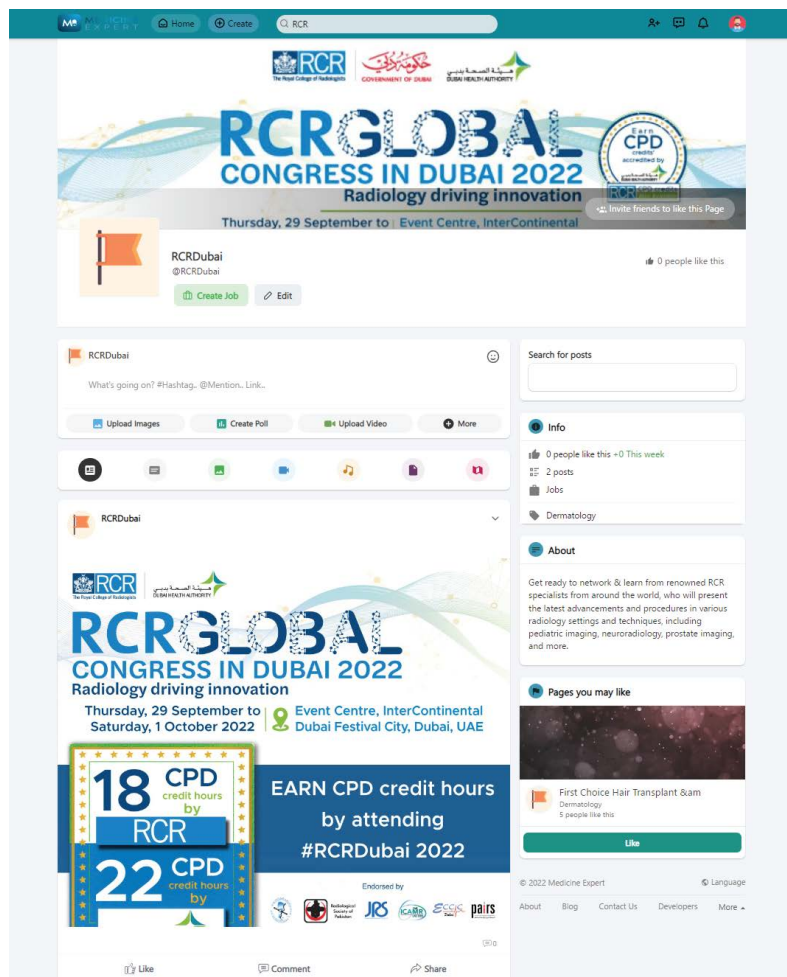 Home
Create
RCR
RCR
The Royal College of Radiologists
GOVERNMENT OF DUBAI
هيئة الصحة بدبي
DUBAI HEALTH AUTHORITY
RCRGLOBAL
CONGRESS IN DUBAI 2022
Radiology driving innovation
Thursday, 29 September to | Event Centre, InterContinental
Earn
CPD
credits*
accredited by
Invite friends to like this Page
RCRDubai
@RCRDubai
0 people like this
Create Job
Edit
RCRDubai
What's going on? #Hashtag.. @Mention.. Link..
Upload Images
Create Poll
Upload Video
More
RCRDubai
RCR
The Royal College of Radiologists
هيئة الصحة بدبي
DUBAI HEALTH AUTHORITY
RCRGLOBAL
CONGRESS IN DUBAI 2022
Radiology driving innovation
Thursday, 29 September to
Saturday, 1 October 2022
Event Centre, InterContinental
Dubai Festival City, Dubai, UAE
18 CPD
credit hours
by
RCR
22 CPD
credit hours
by
EARN CPD credit hours
by attending
#RCRDubai 2022
Endorsed by
Radiological
Society of
Pakistan
JRS
pairs
0
Like
Comment
Share
Search for posts
Info
0 people like this +0 This week
2 posts
Jobs
Dermatology
About
Get ready to network & learn from renowned RCR
specialists from around the world, who will present
the latest advancements and procedures in various
radiology settings and techniques, including
pediatric imaging, neuroradiology, prostate imaging,
and more.
Pages you may like
First Choice Hair Transplant &am
Dermatology
5 people like this
Like
© 2022 Medicine Expert
Language
About
Blog
Contact Us
Developers
More